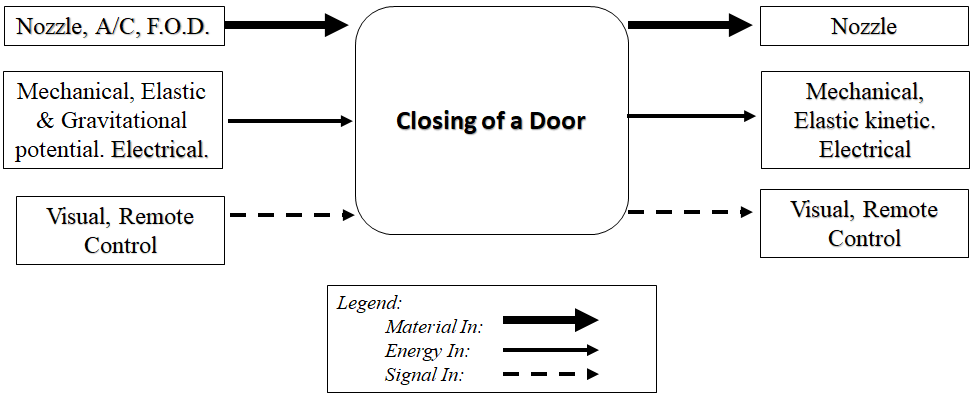 Nozzle, A/C, F.O.D.
Nozzle
Mechanical, Elastic
& Gravitational
potential. Electrical.
Closing of a Door
Mechanical,
Elastic kinetic.
Electrical
Visual, Remote
Control
Visual, Remote
Control
Legend:
Material In:
Energy In:
Signal In: